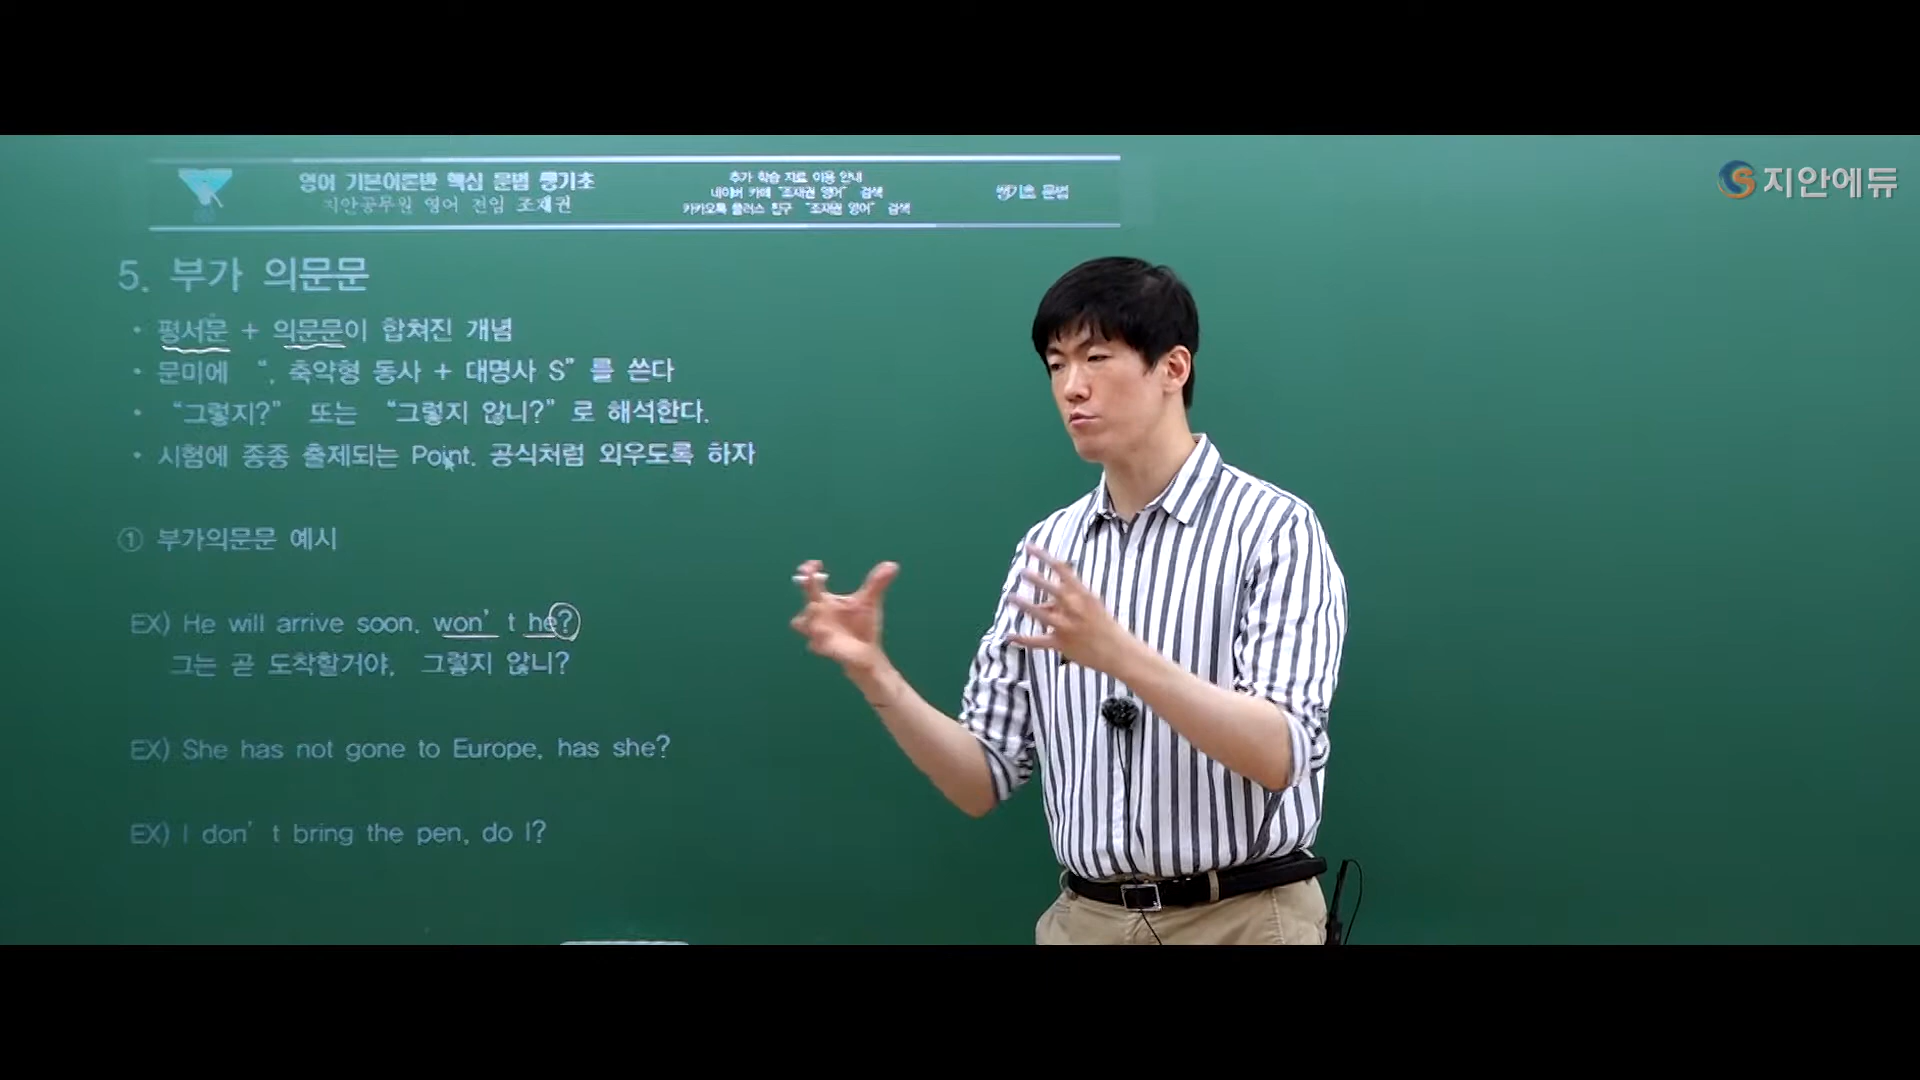 영어 기본이론반 핵심 문법 쌩기초
지안공무원 영어 전임 조재권
추가 학습 자료 이용 안내
네이버 카페 “조재권 영어” 검색
카카오톡 플러스 친구 “조재권 영어” 검색
쌩기초 문법
지안에듀
5. 부가 의문문
• 평서문 + 의문문이 합쳐진 개념
• 문미에 “, 축약형 동사 + 대명사 S” 를 쓴다
• “그렇지?” 또는 “그렇지 않니?” 로 해석한다.
• 시험에 종종 출제되는 Point, 공식처럼 외우도록 하자
① 부가의문문 예시
EX) He will arrive soon, won’t he?
그는 곧 도착할거야, 그렇지 않니?
EX) She has not gone to Europe, has she?
EX) I don’t bring the pen, do I?